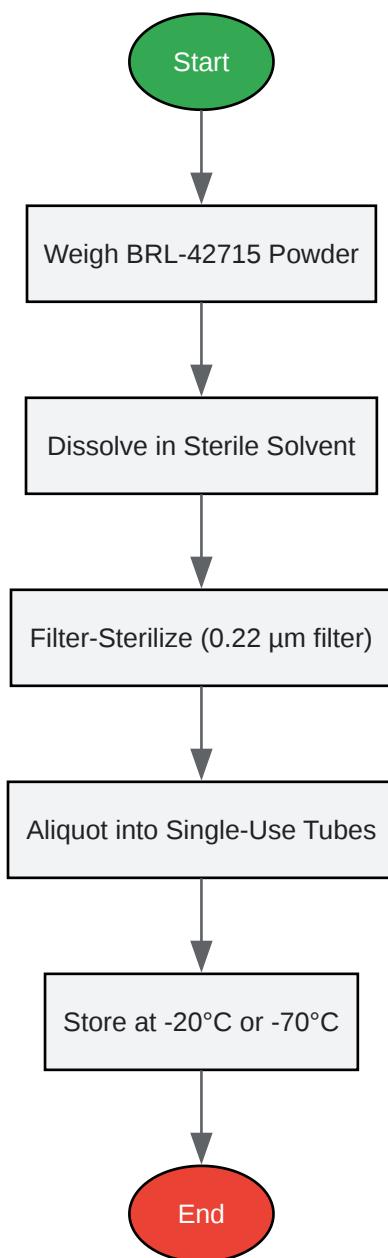 Start
Weigh BRL-42715 Powder
Dissolve in Sterile Solvent
Filter-Sterilize (0.22 µm filter)
Aliquot into Single-Use Tubes
Store at -20°C or -70°C
End